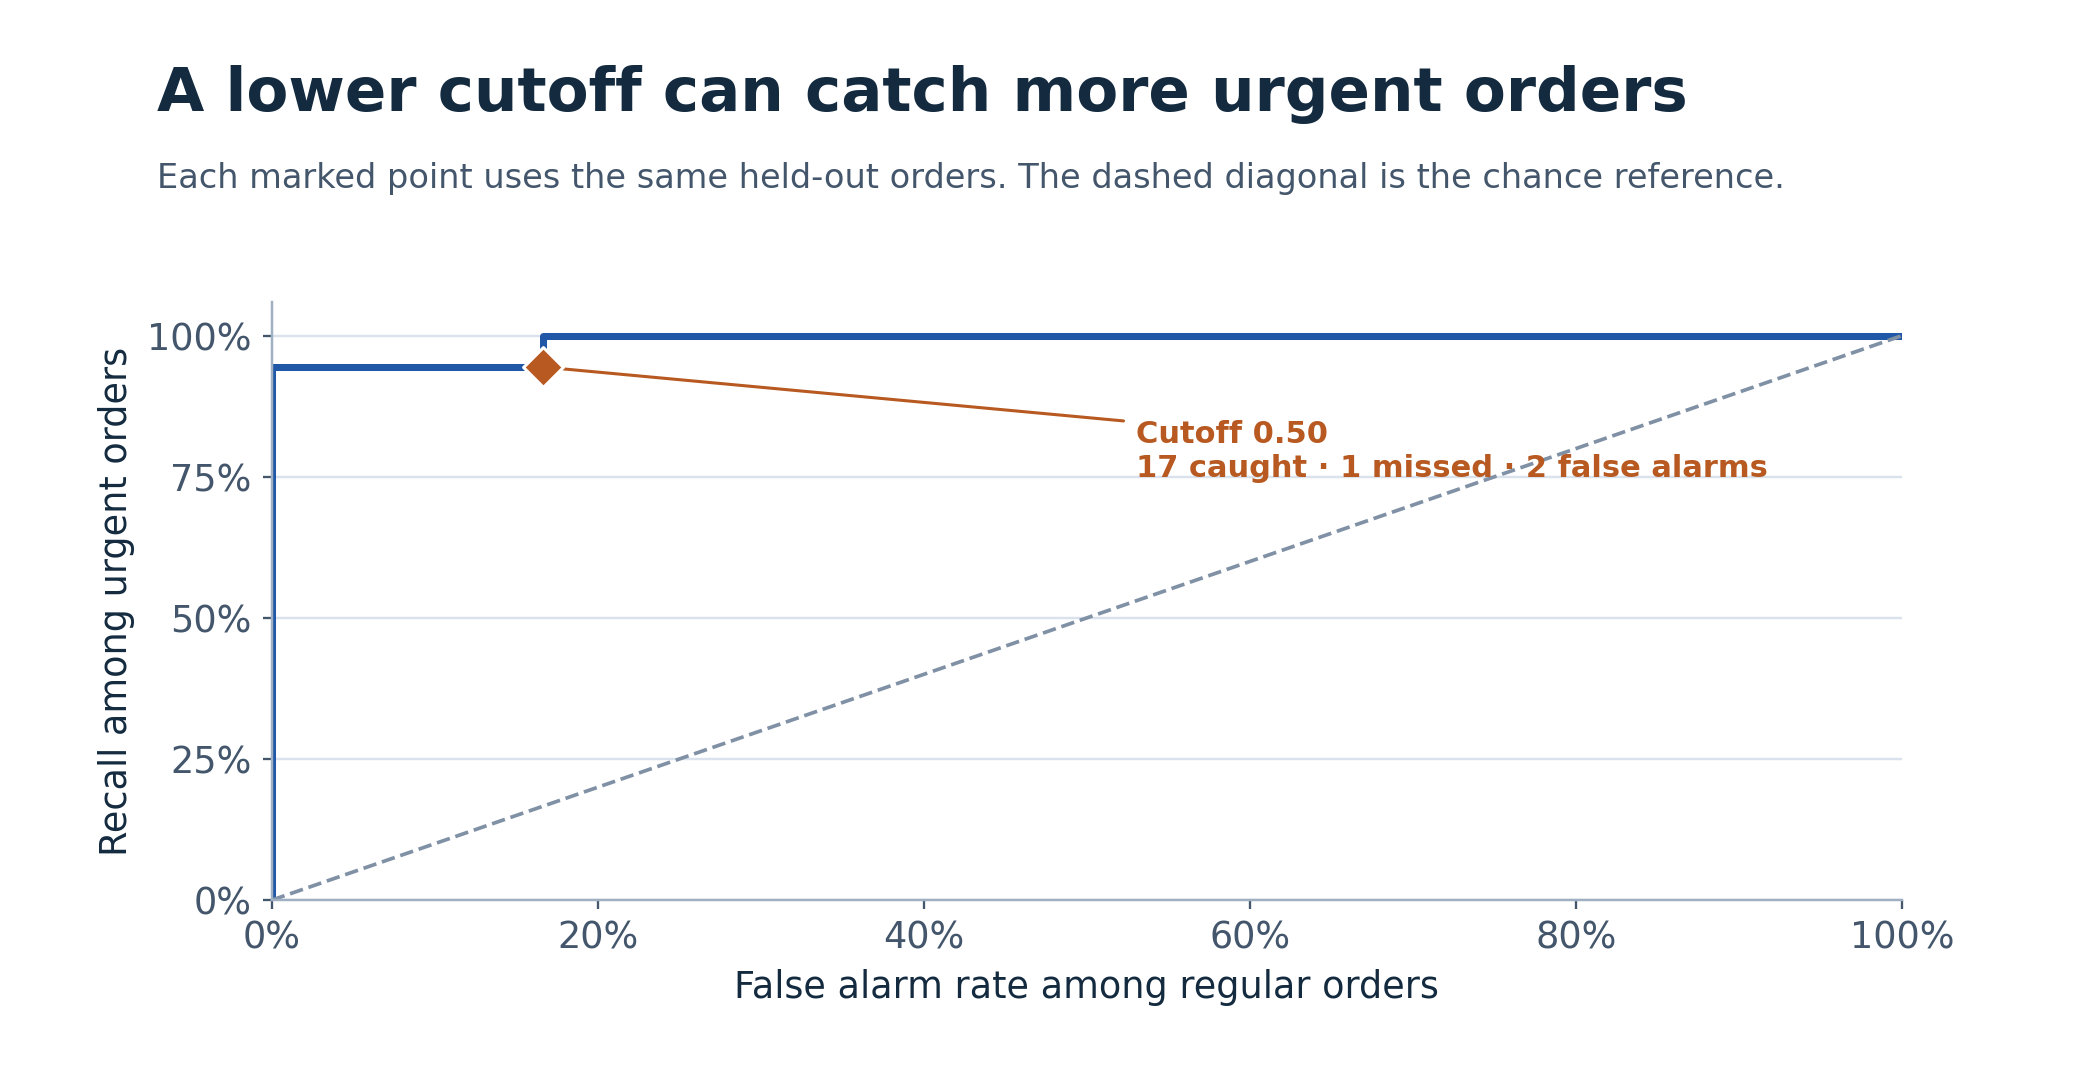 A lower cutoff can catch more urgent orders
Each marked point uses the same held-out orders. The dashed diagonal is the chance reference.
Recall among urgent orders
100%
75%
50%
25%
0%
Cutoff 0.50
17 caught · 1 missed · 2 false alarms
0%
20%
40%
60%
80%
100%
False alarm rate among regular orders